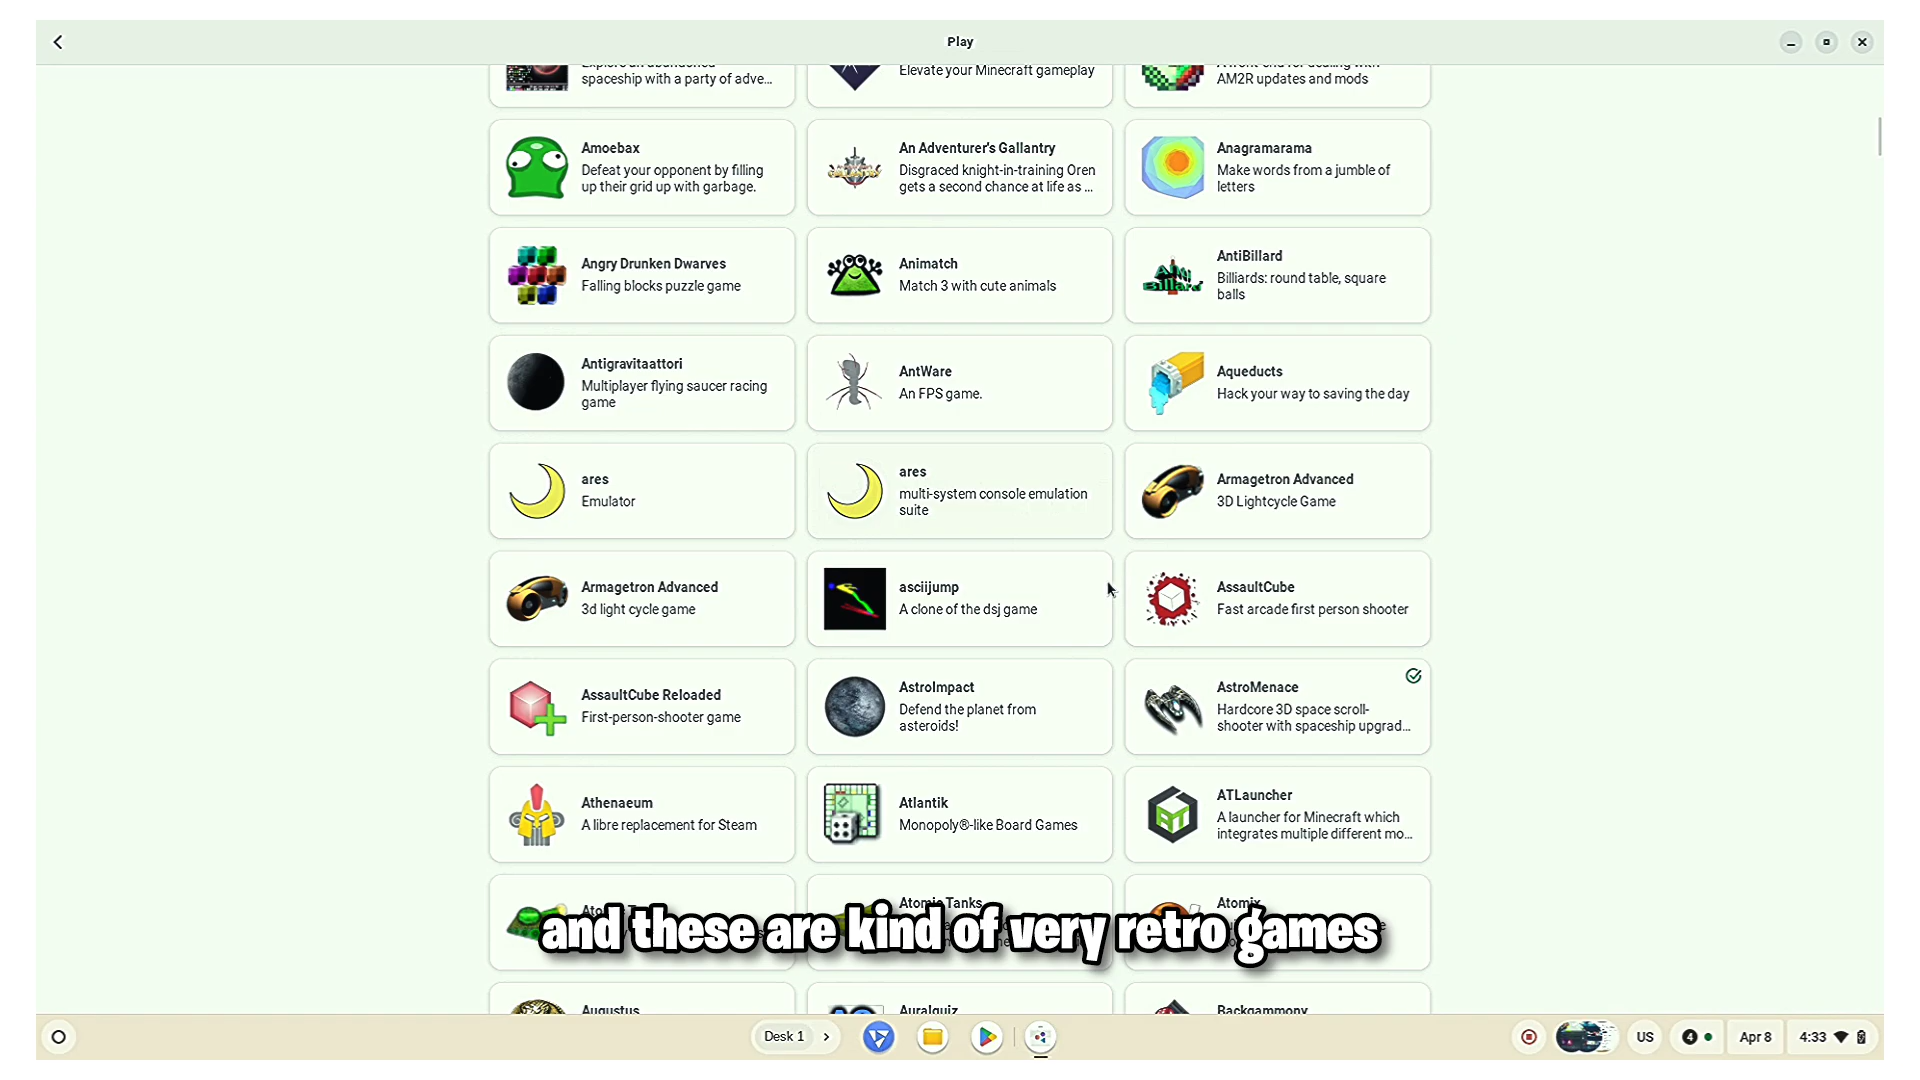 Play
Explore an abandoned
spaceship with a party of adve...
Elevate your Minecraft gameplay
A front-end for dealing with
AM2R updates and mods
Amoebax
Defeat your opponent by filling
up their grid up with garbage.
An Adventurer's Gallantry
Disgraced knight-in-training Oren
gets a second chance at life as ...
Anagramarama
Make words from a jumble of
letters
Angry Drunken Dwarves
Falling blocks puzzle game
Animatch
Match 3 with cute animals
AntiBillard
Billiards: round table, square
balls
Antigravitaattori
Multiplayer flying saucer racing
game
AntWare
An FPS game.
Aqueducts
Hack your way to saving the day
ares
Emulator
ares
multi-system console emulation
suite
Armagetron Advanced
3D Lightcycle Game
Armagetron Advanced
3d light cycle game
asciijump
A clone of the dsj game
AssaultCube
Fast arcade first person shooter
AssaultCube Reloaded
First-person-shooter game
AstroImpact
Defend the planet from
asteroids!
AstroMenace
Hardcore 3D space scroll-
shooter with spaceship upgrad...
Athenaeum
A libre replacement for Steam
Atlantik
Monopoly®-like Board Games
ATLauncher
A launcher for Minecraft which
integrates multiple different mo...
Atomic Tanks
Atomix
and these are kind of very retro games
Augustus
Auralquiz
Backgammony
Desk 1
US
4
Apr 8
4:33